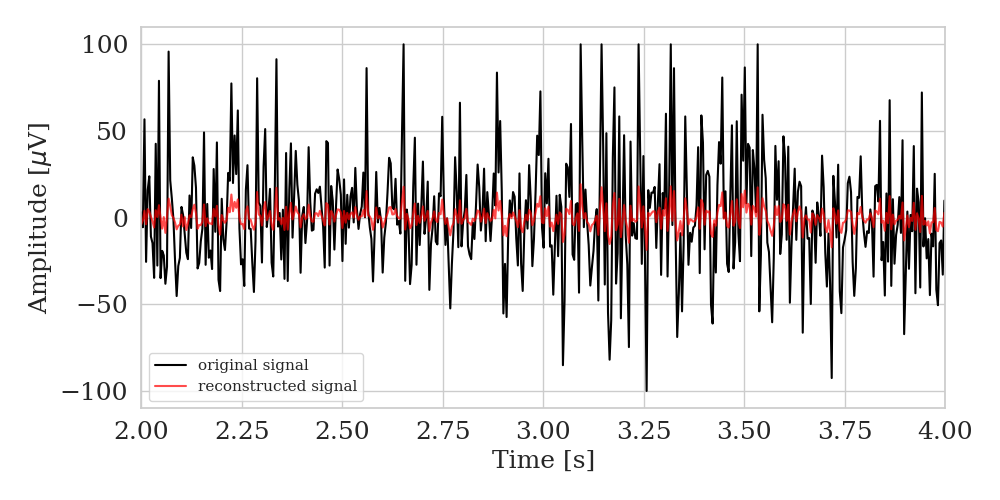 Amplitude [μV]
100
50
0
−50
−100
original signal
reconstructed signal
2.00 2.25 2.50 2.75 3.00 3.25 3.50 3.75 4.00
Time [s]